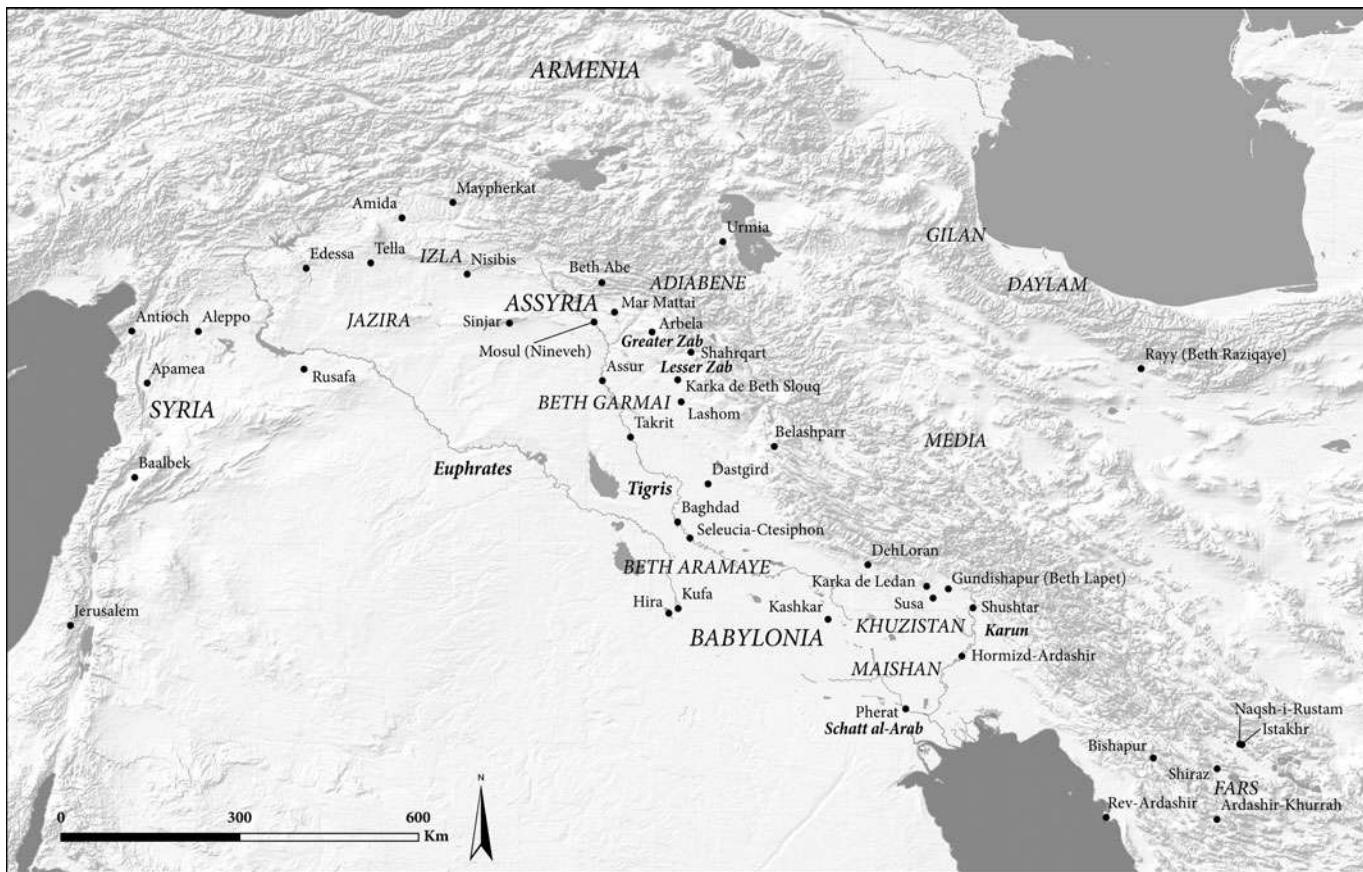 ARMENIA
Maypherkat
Amida
Urmia
GILAN
Edessa
Tella
IZLA
Nisibis
Beth Abe
ADIABENE
DAYLAM
ASSYRIA
Mar Mattai
Antioch
Aleppo
JAZIRA
Sinjar
Arbela
Greater Zab
Mosul (Nineveh)
Shahrqart
Rayy (Beth Raziqaye)
Apamea
Rusafa
Assur
Lesser Zab
Karka de Beth Slouq
SYRIA
BETH GARMAI
Lashom
Takrit
Belashparr
MEDIA
Baalbek
Euphrates
Dastgird
Tigris
Baghdad
Seleucia-Ctesiphon
DehLoran
BETH ARAMAYE
Karka de Ledan
Gundishapur (Beth Lapet)
Jerusalem
Hira
Kufa
Kashkar
Susa
Shushtar
BABYLONIA
KHUZISTAN
Karun
Hormizd-Ardashir
MAISHAN
Pherat
Schatt al-Arab
Naqsh-i-Rustam
Istakhr
Bishapur
Shiraz
FARS
Rev-Ardashir
Ardashir-Khurrah
N
0 300 600
Km